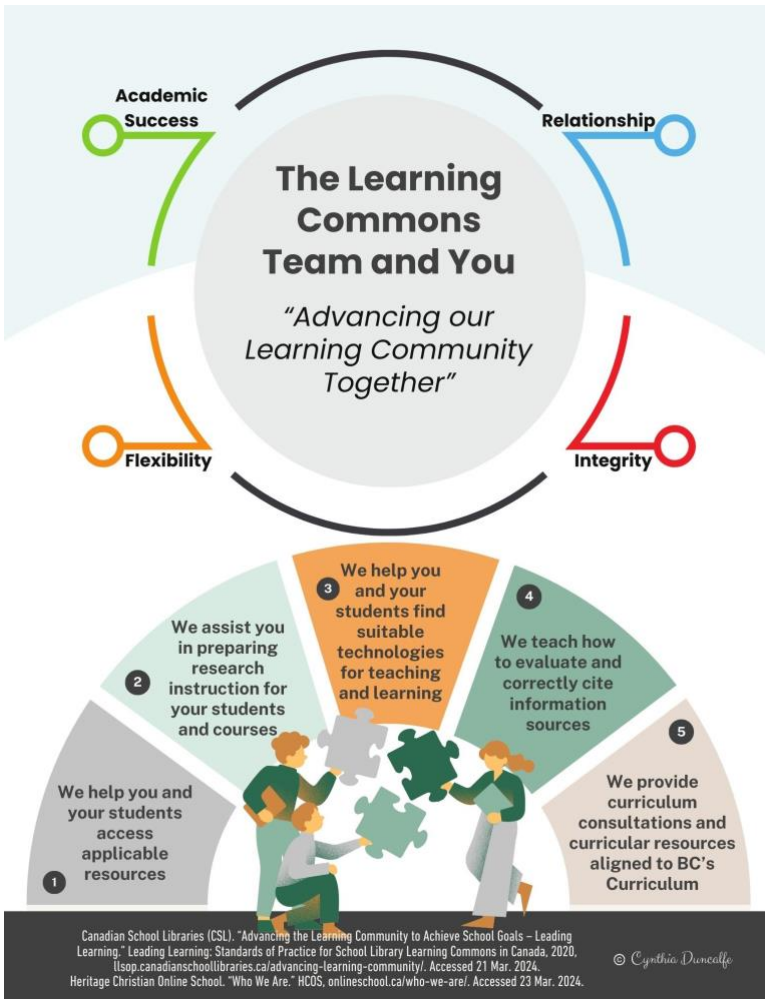 Academic
Success
Relationship
The Learning
Commons
Team and You
“Advancing our
Learning Community
Together”
Flexibility
Integrity
1
We help you and
your students
access
applicable
resources
2
We assist you
in preparing
research
instruction for
your students
and courses
3
We help you
and your
students find
suitable
technologies
for teaching
and learning
4
We teach how
to evaluate and
correctly cite
information
sources
5
We provide
curriculum
consultations and
curricular resources
aligned to BC's
Curriculum
Canadian School Libraries (CSL). “Advancing the Learning Community to Achieve School Goals – Leading
Learning.” Leading Learning: Standards of Practice for School Library Learning Commons in Canada, 2020,
llsop.canadianschoollibraries.ca/advancing-learning-community/. Accessed 21 Mar. 2024.
Heritage Christian Online School. “Who We Are.” HCOS, onlineschool.ca/who-we-are/. Accessed 23 Mar. 2024.
© Cynthia Duncalfe